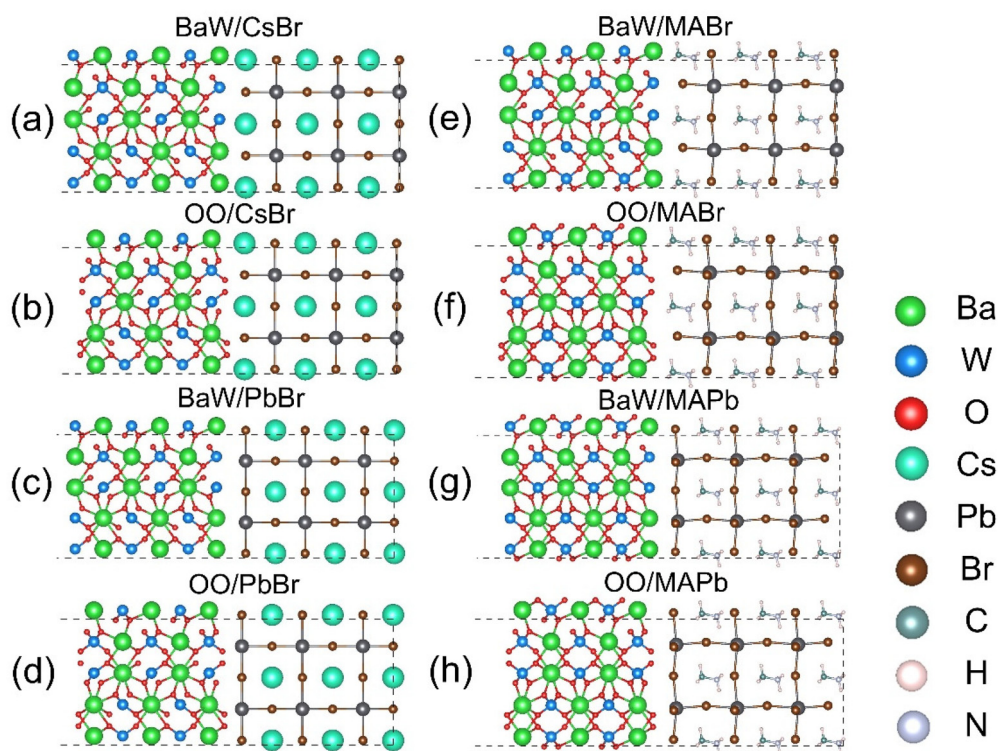 BaW/CsBr
(a)
OO/CsBr
(b)
BaW/PbBr
(c)
OO/PbBr
(d)
BaW/MABr
(e)
OO/MABr
(f)
BaW/MAPb
(g)
OO/MAPb
(h)
Ba
W
O
Cs
Pb
Br
C
H
N